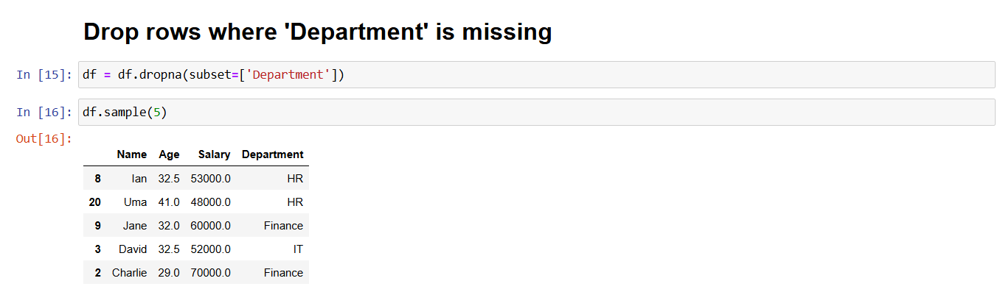 Drop rows where 'Department' is missing
In [15]: df = df.dropna(subset=['Department'])
In [16]: df.sample(5)
Out[16]:
Name Age Salary Department
8 Ian 32.5 53000.0 HR
20 Uma 41.0 48000.0 HR
9 Jane 32.0 60000.0 Finance
3 David 32.5 52000.0 IT
2 Charlie 29.0 70000.0 Finance